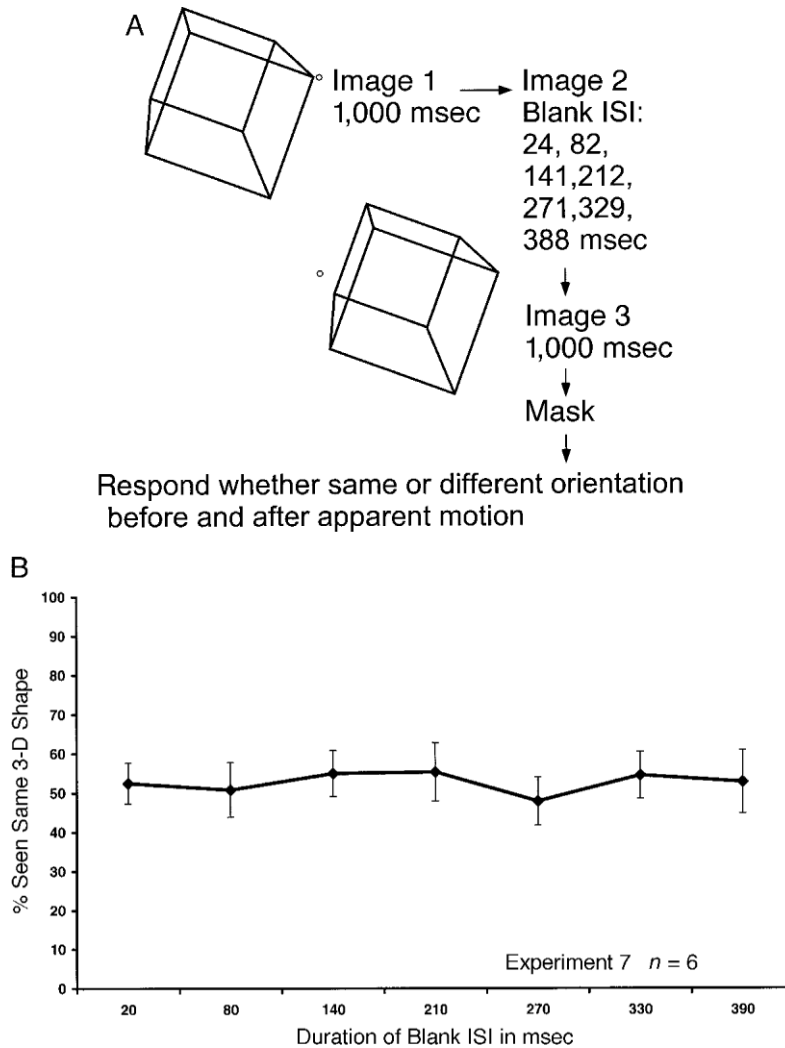 A
Image 1
1,000 msec
Image 2
Blank ISI:
24, 82,
141,212,
271,329,
388 msec
Image 3
1,000 msec
Mask
Respond whether same or different orientation
before and after apparent motion
B
% Seen Same 3-D Shape
100
90
80
70
60
50
40
30
20
10
0
Experiment 7 n = 6
20 80 140 210 270 330 390
Duration of Blank ISI in msec